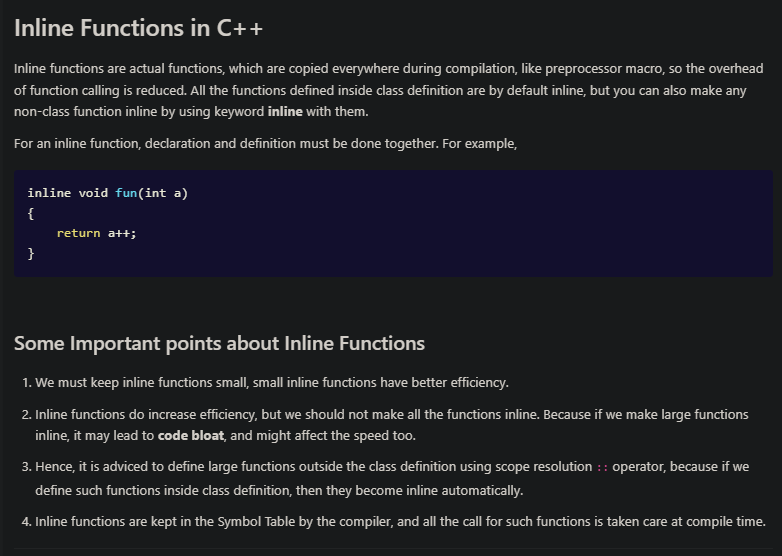 Inline Functions in C++
Inline functions are actual functions, which are copied everywhere during compilation, like preprocessor macro, so the overhead
of function calling is reduced. All the functions defined inside class definition are by default inline, but you can also make any
non-class function inline by using keyword inline with them.
For an inline function, declaration and definition must be done together. For example,
inline void fun(int a)
{
    return a++;
}
Some Important points about Inline Functions
1. We must keep inline functions small, small inline functions have better efficiency.
2. Inline functions do increase efficiency, but we should not make all the functions inline. Because if we make large functions
inline, it may lead to code bloat, and might affect the speed too.
3. Hence, it is adviced to define large functions outside the class definition using scope resolution :: operator, because if we
define such functions inside class definition, then they become inline automatically.
4. Inline functions are kept in the Symbol Table by the compiler, and all the call for such functions is taken care at compile time.